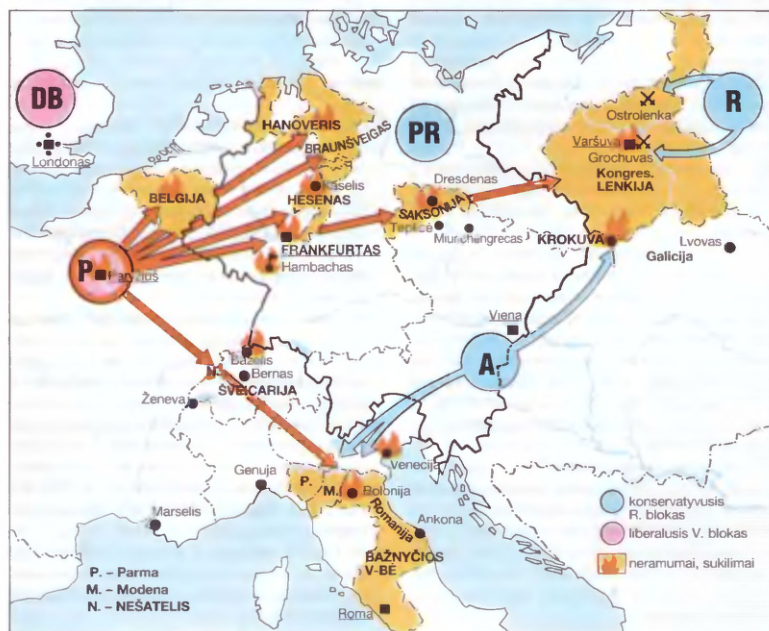 DB
Londonas
HANOVERIS
BRAUNŠVEIGAS
PR
R
Ostrolenka
Varšuva
Grochuvas
Kongres.
LENKIJA
BELGIJA
Kaselis
HESENAS
Dresdenas
SAKSONIJA
Teplicė
Miunchengrecas
KROKUVA
Lvovas
Galicija
P
Paryžius
FRANKFURTAS
Hambachas
Viena
A
Bazelis
N.
Bernas
ŠVEICARIJA
Ženeva
Venecija
Genuja
P.
M.
Bolonija
Romanija
Marselis
Ankona
BAŽNYČIOS
V-BĖ
Roma
konservatyvusis
R. blokas
liberalusis V. blokas
neramumai, sukilimai
P. – Parma
M. – Modena
N. – NEŠATELIS